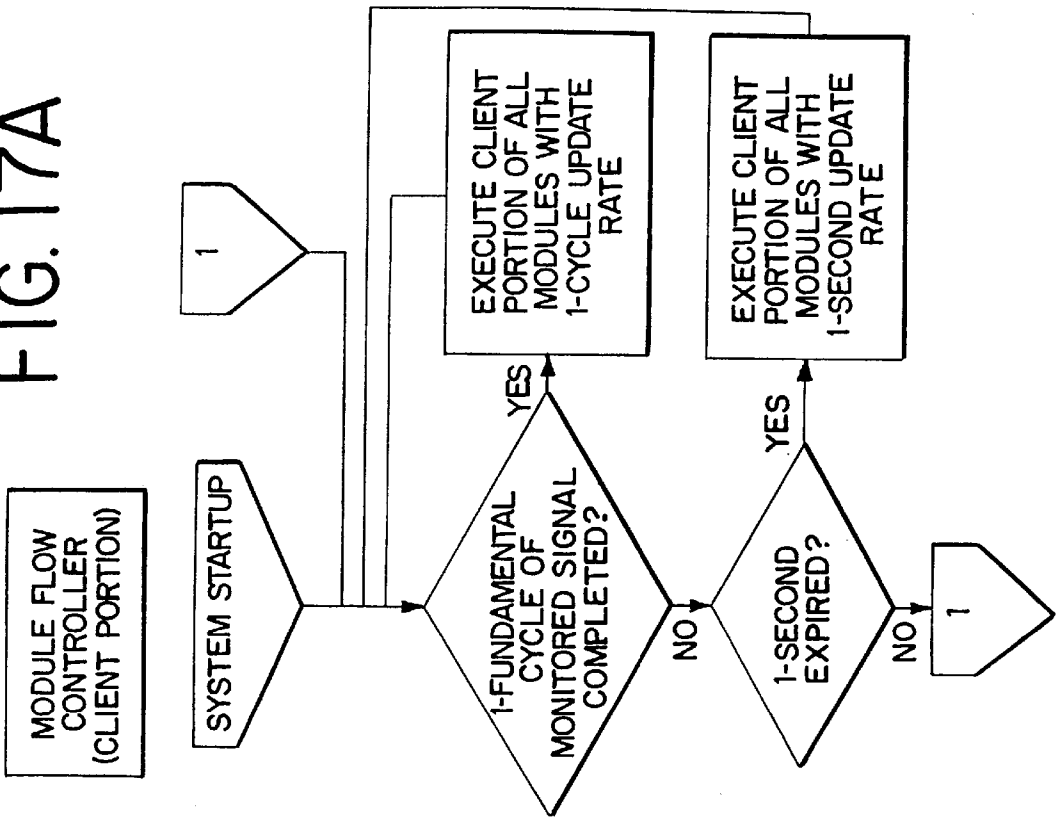 FIG. 17A
MODULE FLOW
CONTROLLER
(CLIENT PORTION)
SYSTEM STARTUP
1
1-FUNDAMENTAL
CYCLE OF
MONITORED SIGNAL
COMPLETED?
YES
EXECUTE CLIENT
PORTION OF ALL
MODULES WITH
1-CYCLE UPDATE
RATE
NO
1-SECOND
EXPIRED?
YES
EXECUTE CLIENT
PORTION OF ALL
MODULES WITH
1-SECOND UPDATE
RATE
NO
1